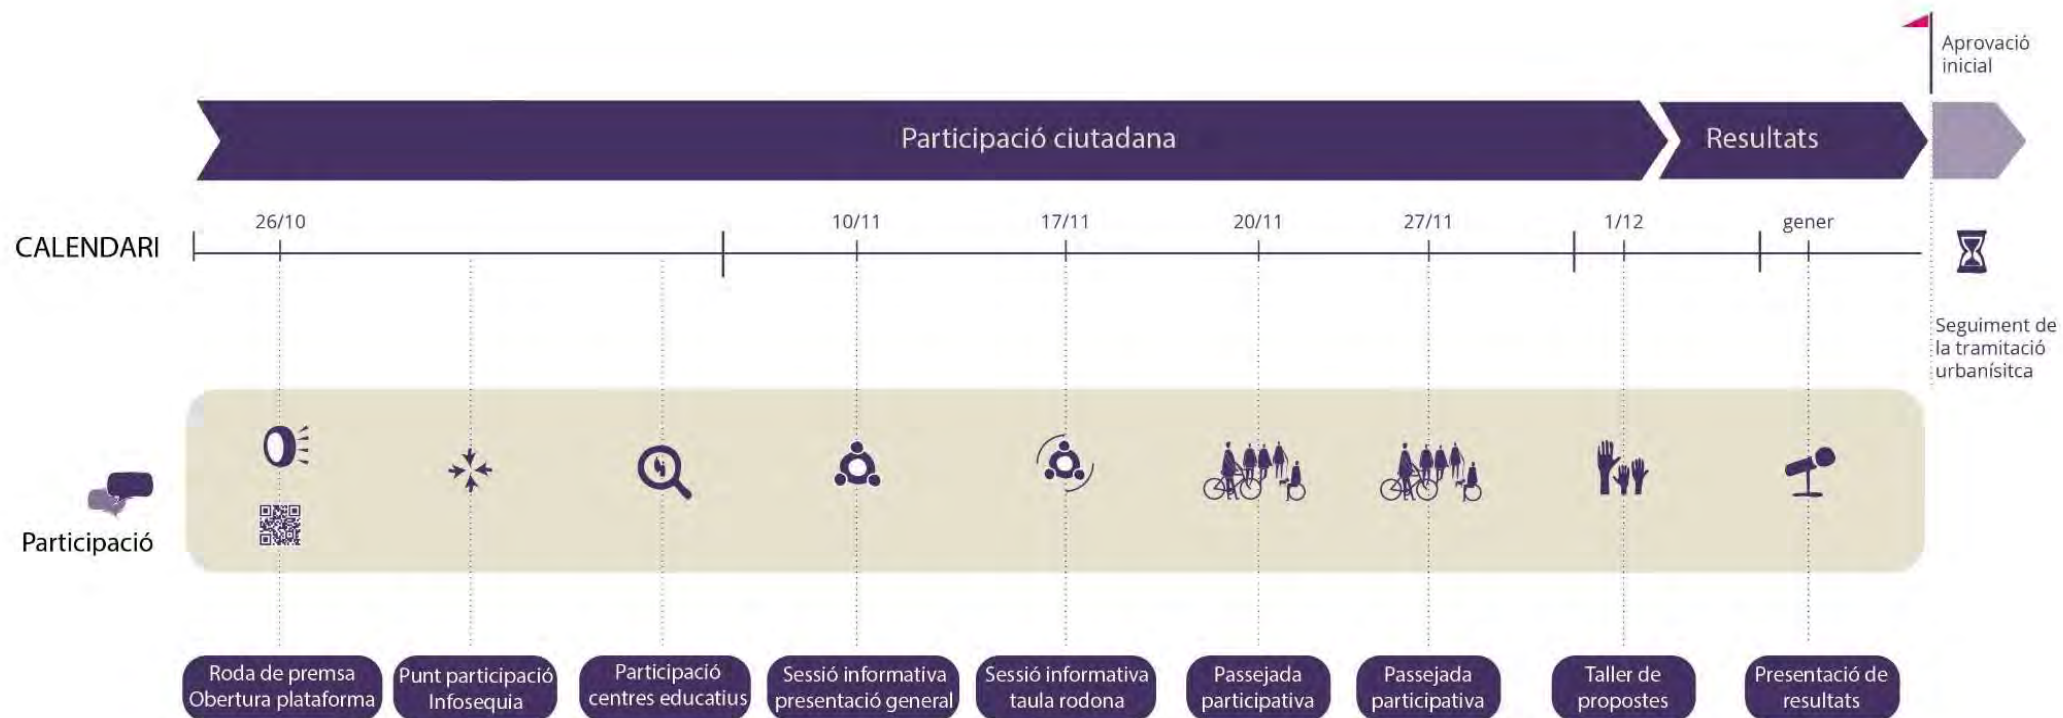 Aprovació
inicial
Participació ciutadana
Resultats
CALENDARI
26/10
10/11
17/11
20/11
27/11
1/12
gener
Seguiment de
la tramitació
urbanísitca
Participació
Roda de premsa
Obertura plataforma
Punt participació
Infosequia
Participació
centres educatius
Sessió informativa
presentació general
Sessió informativa
taula rodona
Passejada
participativa
Passejada
participativa
Taller de
propostes
Presentació de
resultats